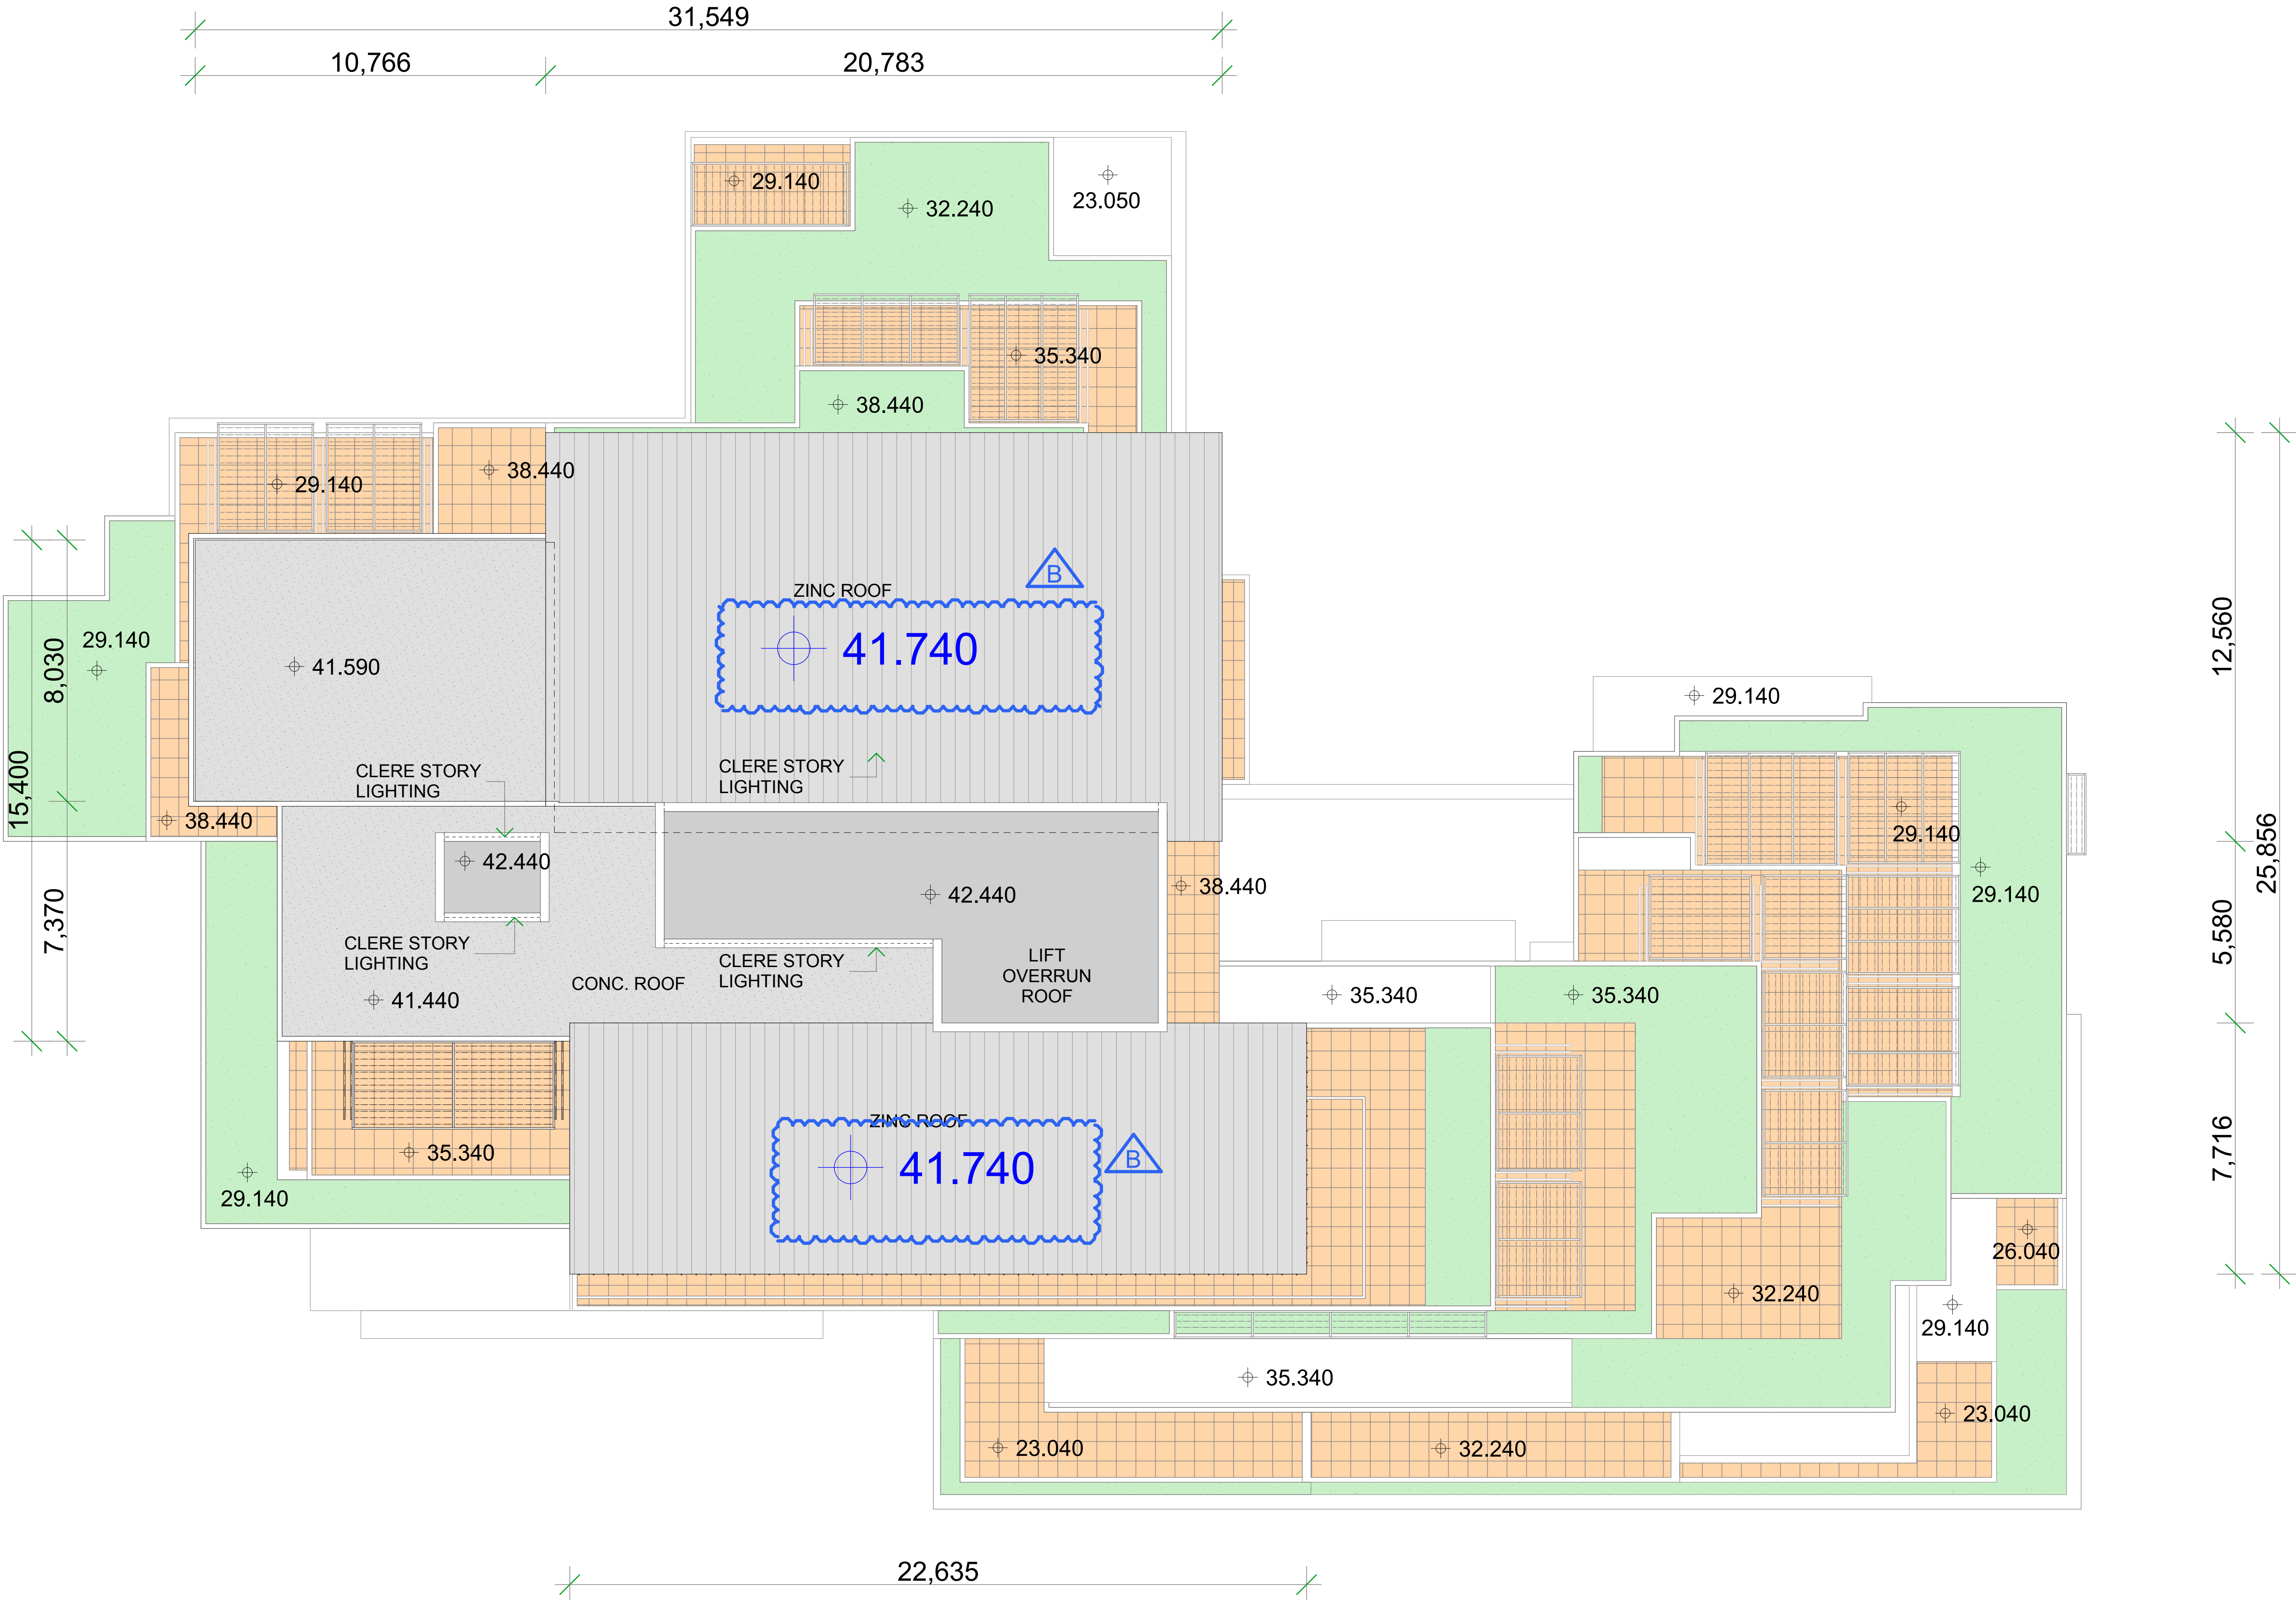 31,549
10,766
20,783
29.140
32.240
23.050
35.340
38.440
29.140
38.440
ZINC ROOF
B
41.740
29.140
8,030
41.590
12,560
29.140
CLERE STORY
LIGHTING
CLERE STORY
LIGHTING
15,400
38.440
42.440
29.140
25,856
38.440
42.440
29.140
7,370
5,580
CLERE STORY
LIGHTING
CLERE STORY
LIGHTING
LIFT
OVERRUN
ROOF
CONC. ROOF
41.440
35.340
35.340
ZINC ROOF
B
41.740
7,716
35.340
29.140
26.040
32.240
29.140
35.340
23.040
23.040
32.240
22,635